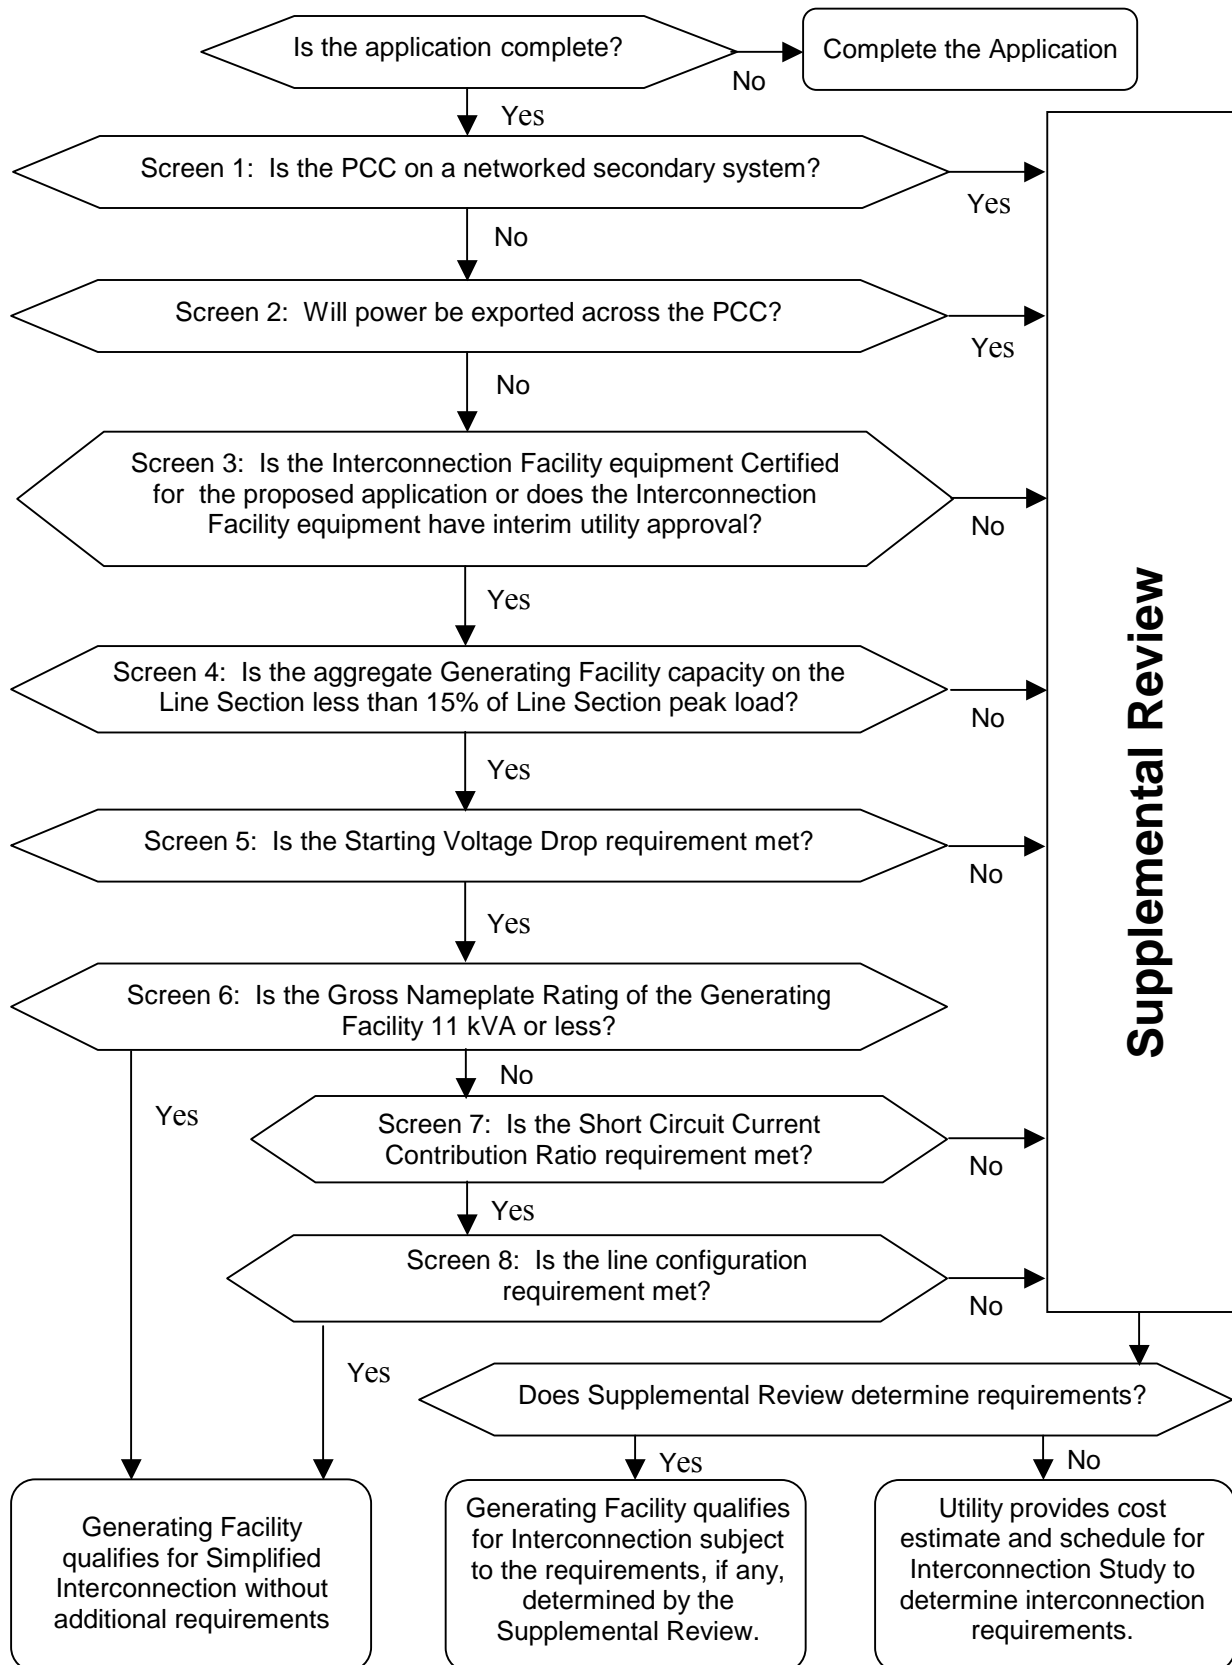 Is the application complete?
Complete the Application
No
Yes
Screen 1:  Is the PCC on a networked secondary system?
Yes
No
Screen 2:  Will power be exported across the PCC?
Yes
No
Screen 3:  Is the Interconnection Facility equipment Certified
for  the proposed application or does the Interconnection
Facility equipment have interim utility approval?
No
Yes
Screen 4:  Is the aggregate Generating Facility capacity on the
Line Section less than 15% of Line Section peak load?
No
Yes
Screen 5:  Is the Starting Voltage Drop requirement met?
No
Yes
Screen 6:  Is the Gross Nameplate Rating of the Generating
Facility 11 kVA or less?
Yes
No
Screen 7:  Is the Short Circuit Current
Contribution Ratio requirement met?
No
Yes
Screen 8:  Is the line configuration
requirement met?
No
Yes
Supplemental Review
Does Supplemental Review determine requirements?
Yes
No
Generating Facility
qualifies for Simplified
Interconnection without
additional requirements
Generating Facility qualifies
for Interconnection subject
to the requirements, if any,
determined by the
Supplemental Review.
Utility provides cost
estimate and schedule for
Interconnection Study to
determine interconnection
requirements.